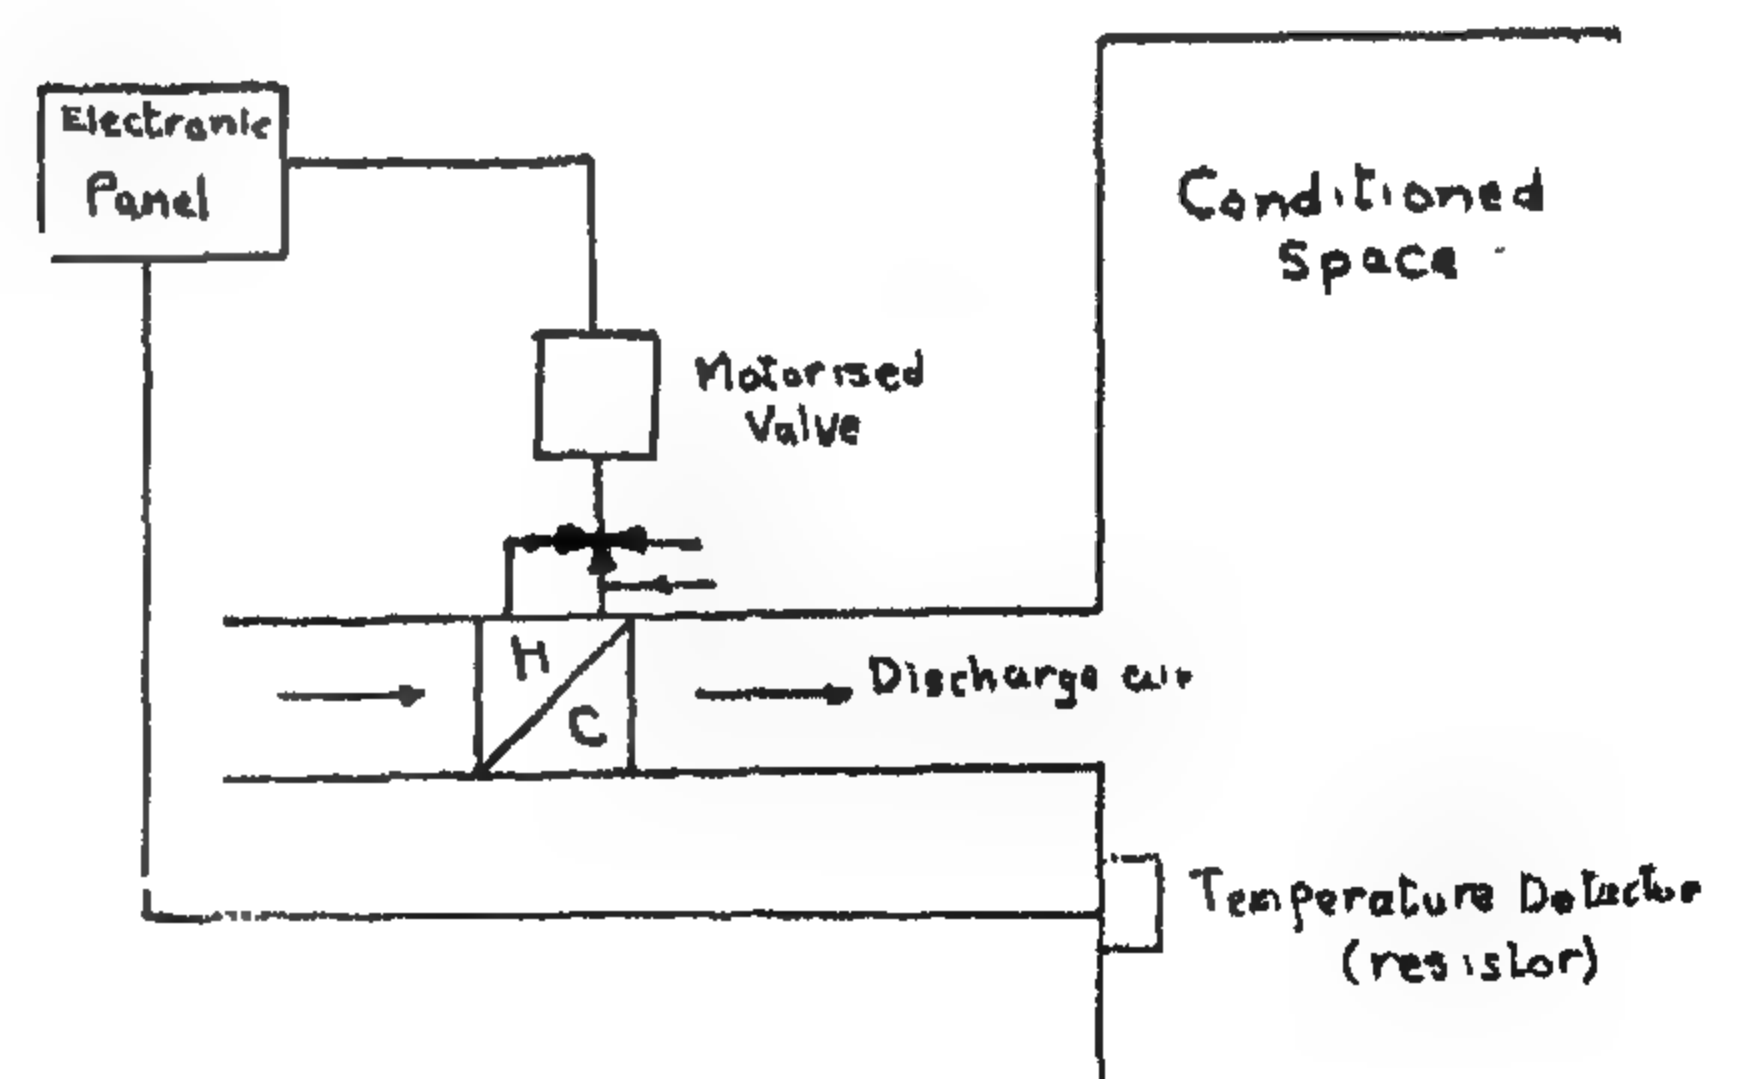 Electronic
Panel
Conditioned
Space
Motorised
Valve
H
C
Discharge air
Temperature Detector
(resistor)